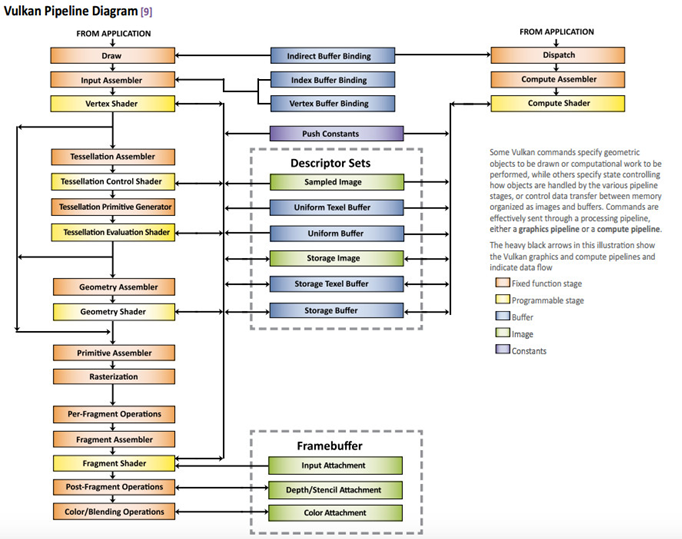 Vulkan Pipeline Diagram [9]
FROM APPLICATION
Draw
Input Assembler
Vertex Shader
Tessellation Assembler
Tessellation Control Shader
Tessellation Primitive Generator
Tessellation Evaluation Shader
Geometry Assembler
Geometry Shader
Primitive Assembler
Rasterization
Per-Fragment Operations
Fragment Assembler
Fragment Shader
Post-Fragment Operations
Color/Blending Operations
Indirect Buffer Binding
Index Buffer Binding
Vertex Buffer Binding
Push Constants
Descriptor Sets
Sampled Image
Uniform Texel Buffer
Uniform Buffer
Storage Image
Storage Texel Buffer
Storage Buffer
Framebuffer
Input Attachment
Depth/Stencil Attachment
Color Attachment
FROM APPLICATION
Dispatch
Compute Assembler
Compute Shader
Some Vulkan commands specify geometric
objects to be drawn or computational work to be
performed, while others specify state controlling
how objects are handled by the various pipeline
stages, or control data transfer between memory
organized as images and buffers. Commands are
effectively sent through a processing pipeline,
either a graphics pipeline or a compute pipeline.
The heavy black arrows in this illustration show
the Vulkan graphics and compute pipelines and
indicate data flow
Fixed function stage
Programmable stage
Buffer
Image
Constants